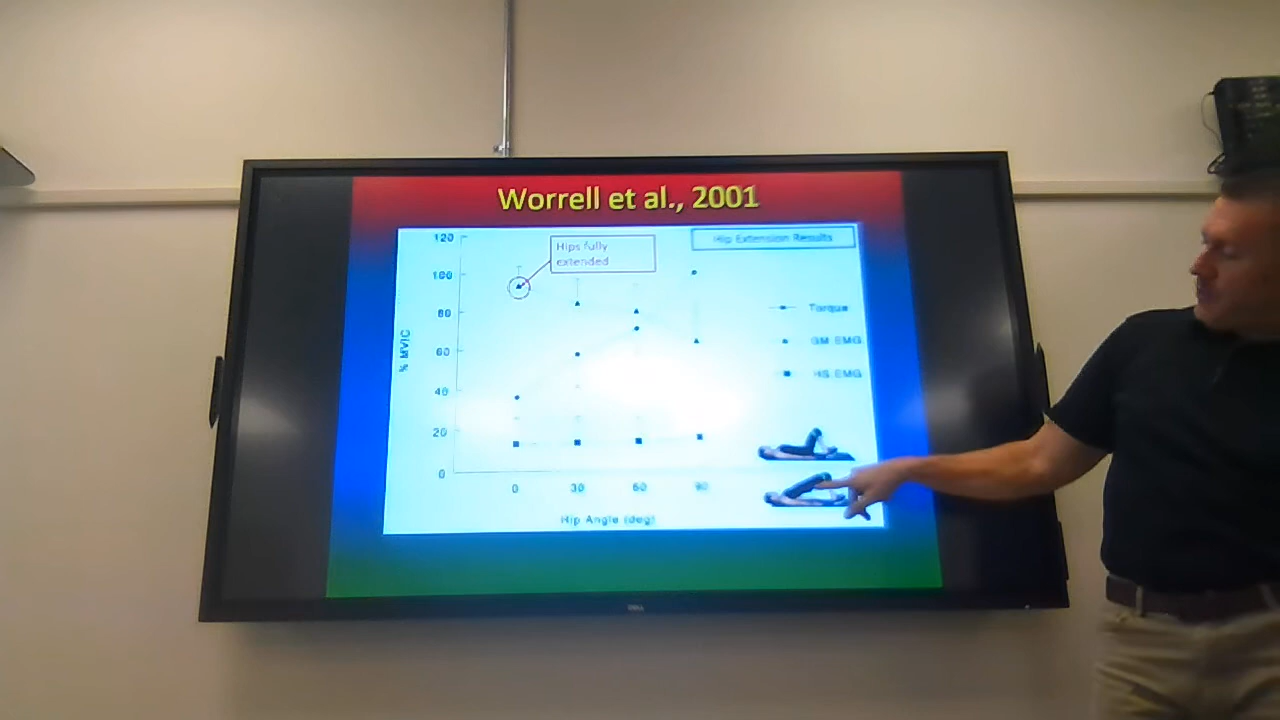 Worrell et al., 2001
120
Hips fully
extended
Hip Extension Results
100
80
60
40
20
0
% MVIC
Torque
GM EMG
HS EMG
0 30 60 90
Hip Angle (deg)
DELL